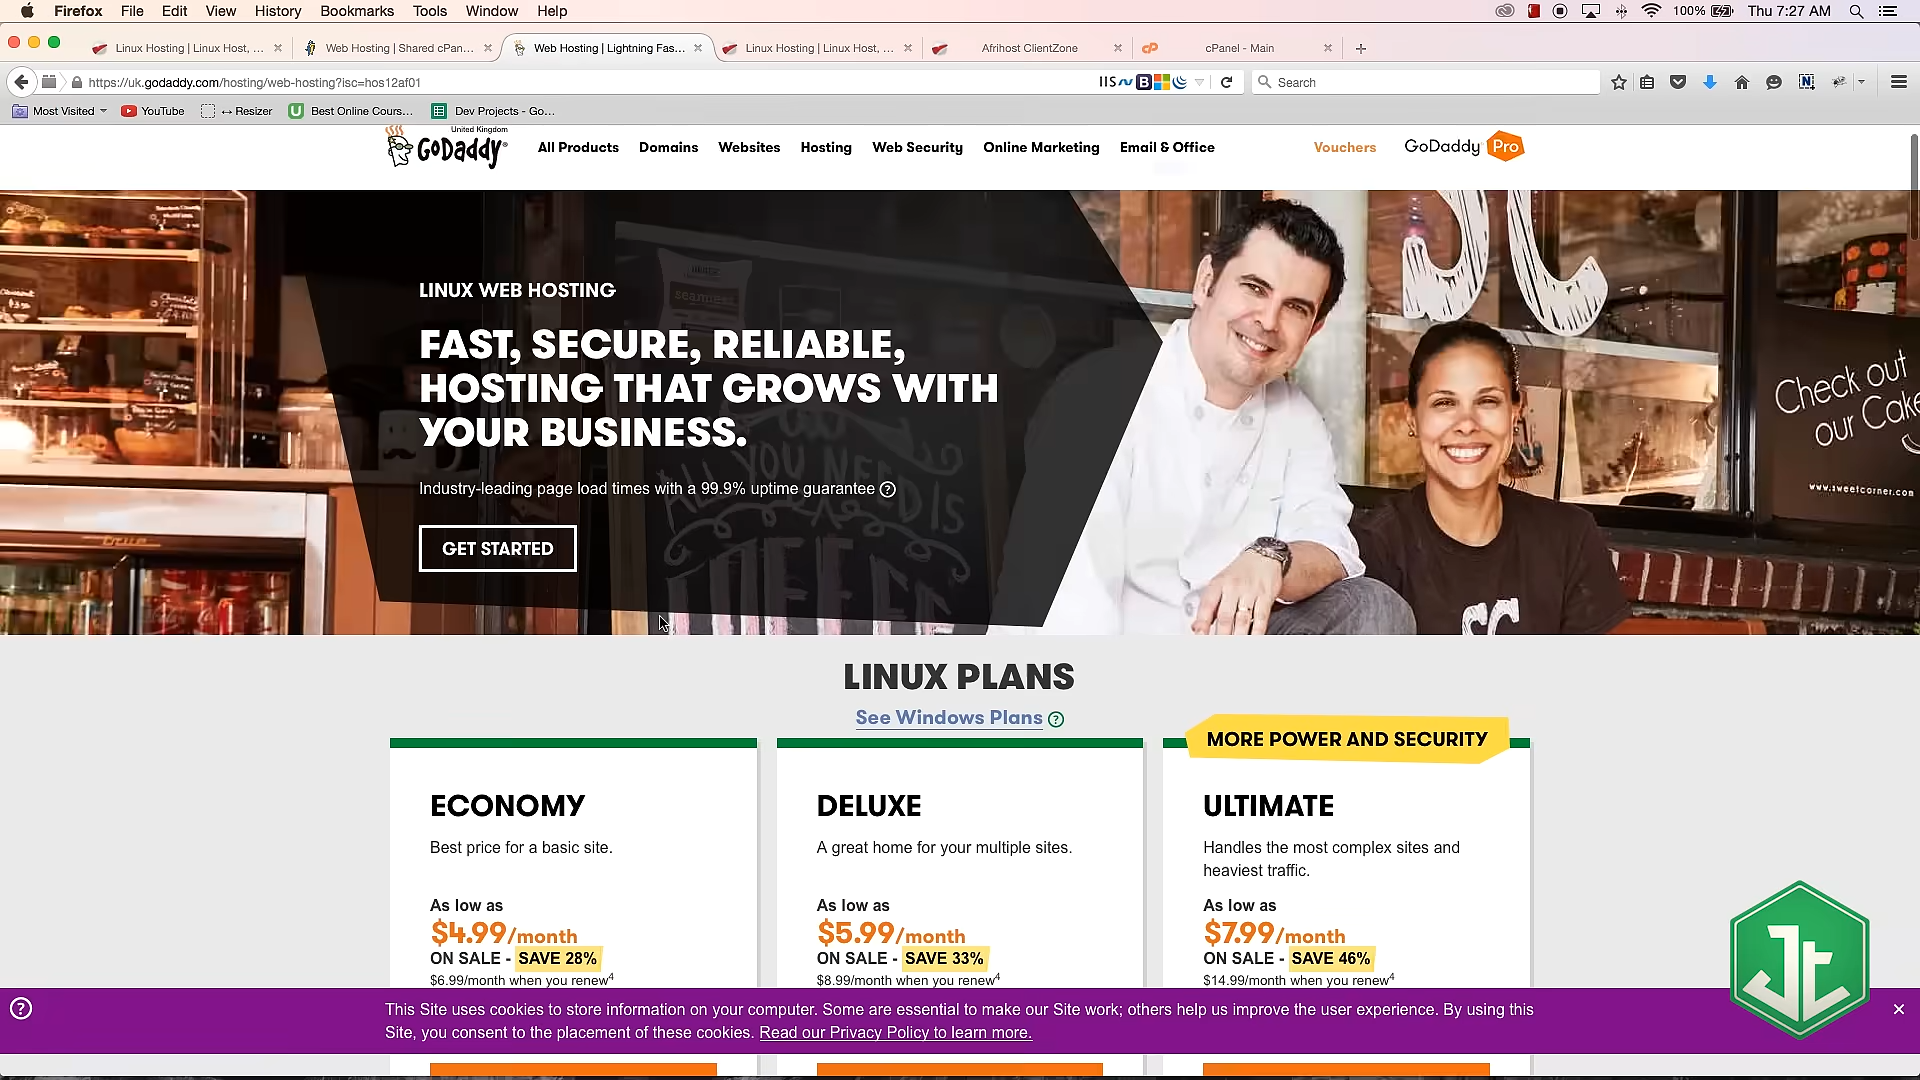 Firefox File Edit View History Bookmarks Tools Window Help
100% Thu 7:27 AM
Linux Hosting | Linux Host, ...
Web Hosting | Shared cPan...
Web Hosting | Lightning Fas...
Linux Hosting | Linux Host, ...
Afrihost ClientZone
cPanel - Main
https://uk.godaddy.com/hosting/web-hosting?isc=hos12af01
IIS
Search
Most Visited
YouTube
↔ Resizer
Best Online Cours...
Dev Projects - Go...
United Kingdom
GoDaddy
All Products Domains Websites Hosting Web Security Online Marketing Email & Office
Vouchers
GoDaddy Pro
LINUX WEB HOSTING
FAST, SECURE, RELIABLE,
HOSTING THAT GROWS WITH
YOUR BUSINESS.
Industry-leading page load times with a 99.9% uptime guarantee ?
GET STARTED
Check out
our Cake
www.sweetcorner.com
LINUX PLANS
See Windows Plans ?
MORE POWER AND SECURITY
ECONOMY
Best price for a basic site.
As low as
$4.99/month
ON SALE - SAVE 28%
$6.99/month when you renew4
DELUXE
A great home for your multiple sites.
As low as
$5.99/month
ON SALE - SAVE 33%
$8.99/month when you renew4
ULTIMATE
Handles the most complex sites and
heaviest traffic.
As low as
$7.99/month
ON SALE - SAVE 46%
$14.99/month when you renew4
This Site uses cookies to store information on your computer. Some are essential to make our Site work; others help us improve the user experience. By using this
Site, you consent to the placement of these cookies. Read our Privacy Policy to learn more.